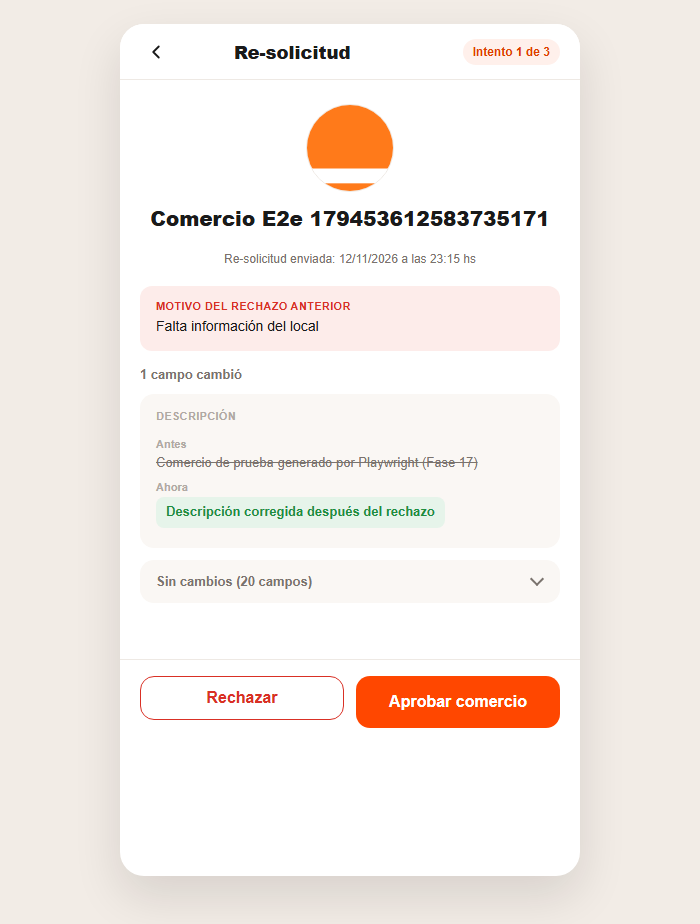 Re-solicitud
Intento 1 de 3
Comercio E2e 179453612583735171
Re-solicitud enviada: 12/11/2026 a las 23:15 hs
MOTIVO DEL RECHAZO ANTERIOR
Falta información del local
1 campo cambió
DESCRIPCIÓN
Antes
Comercio de prueba generado por Playwright (Fase 17)
Ahora
Descripción corregida después del rechazo
Sin cambios (20 campos)
Rechazar
Aprobar comercio